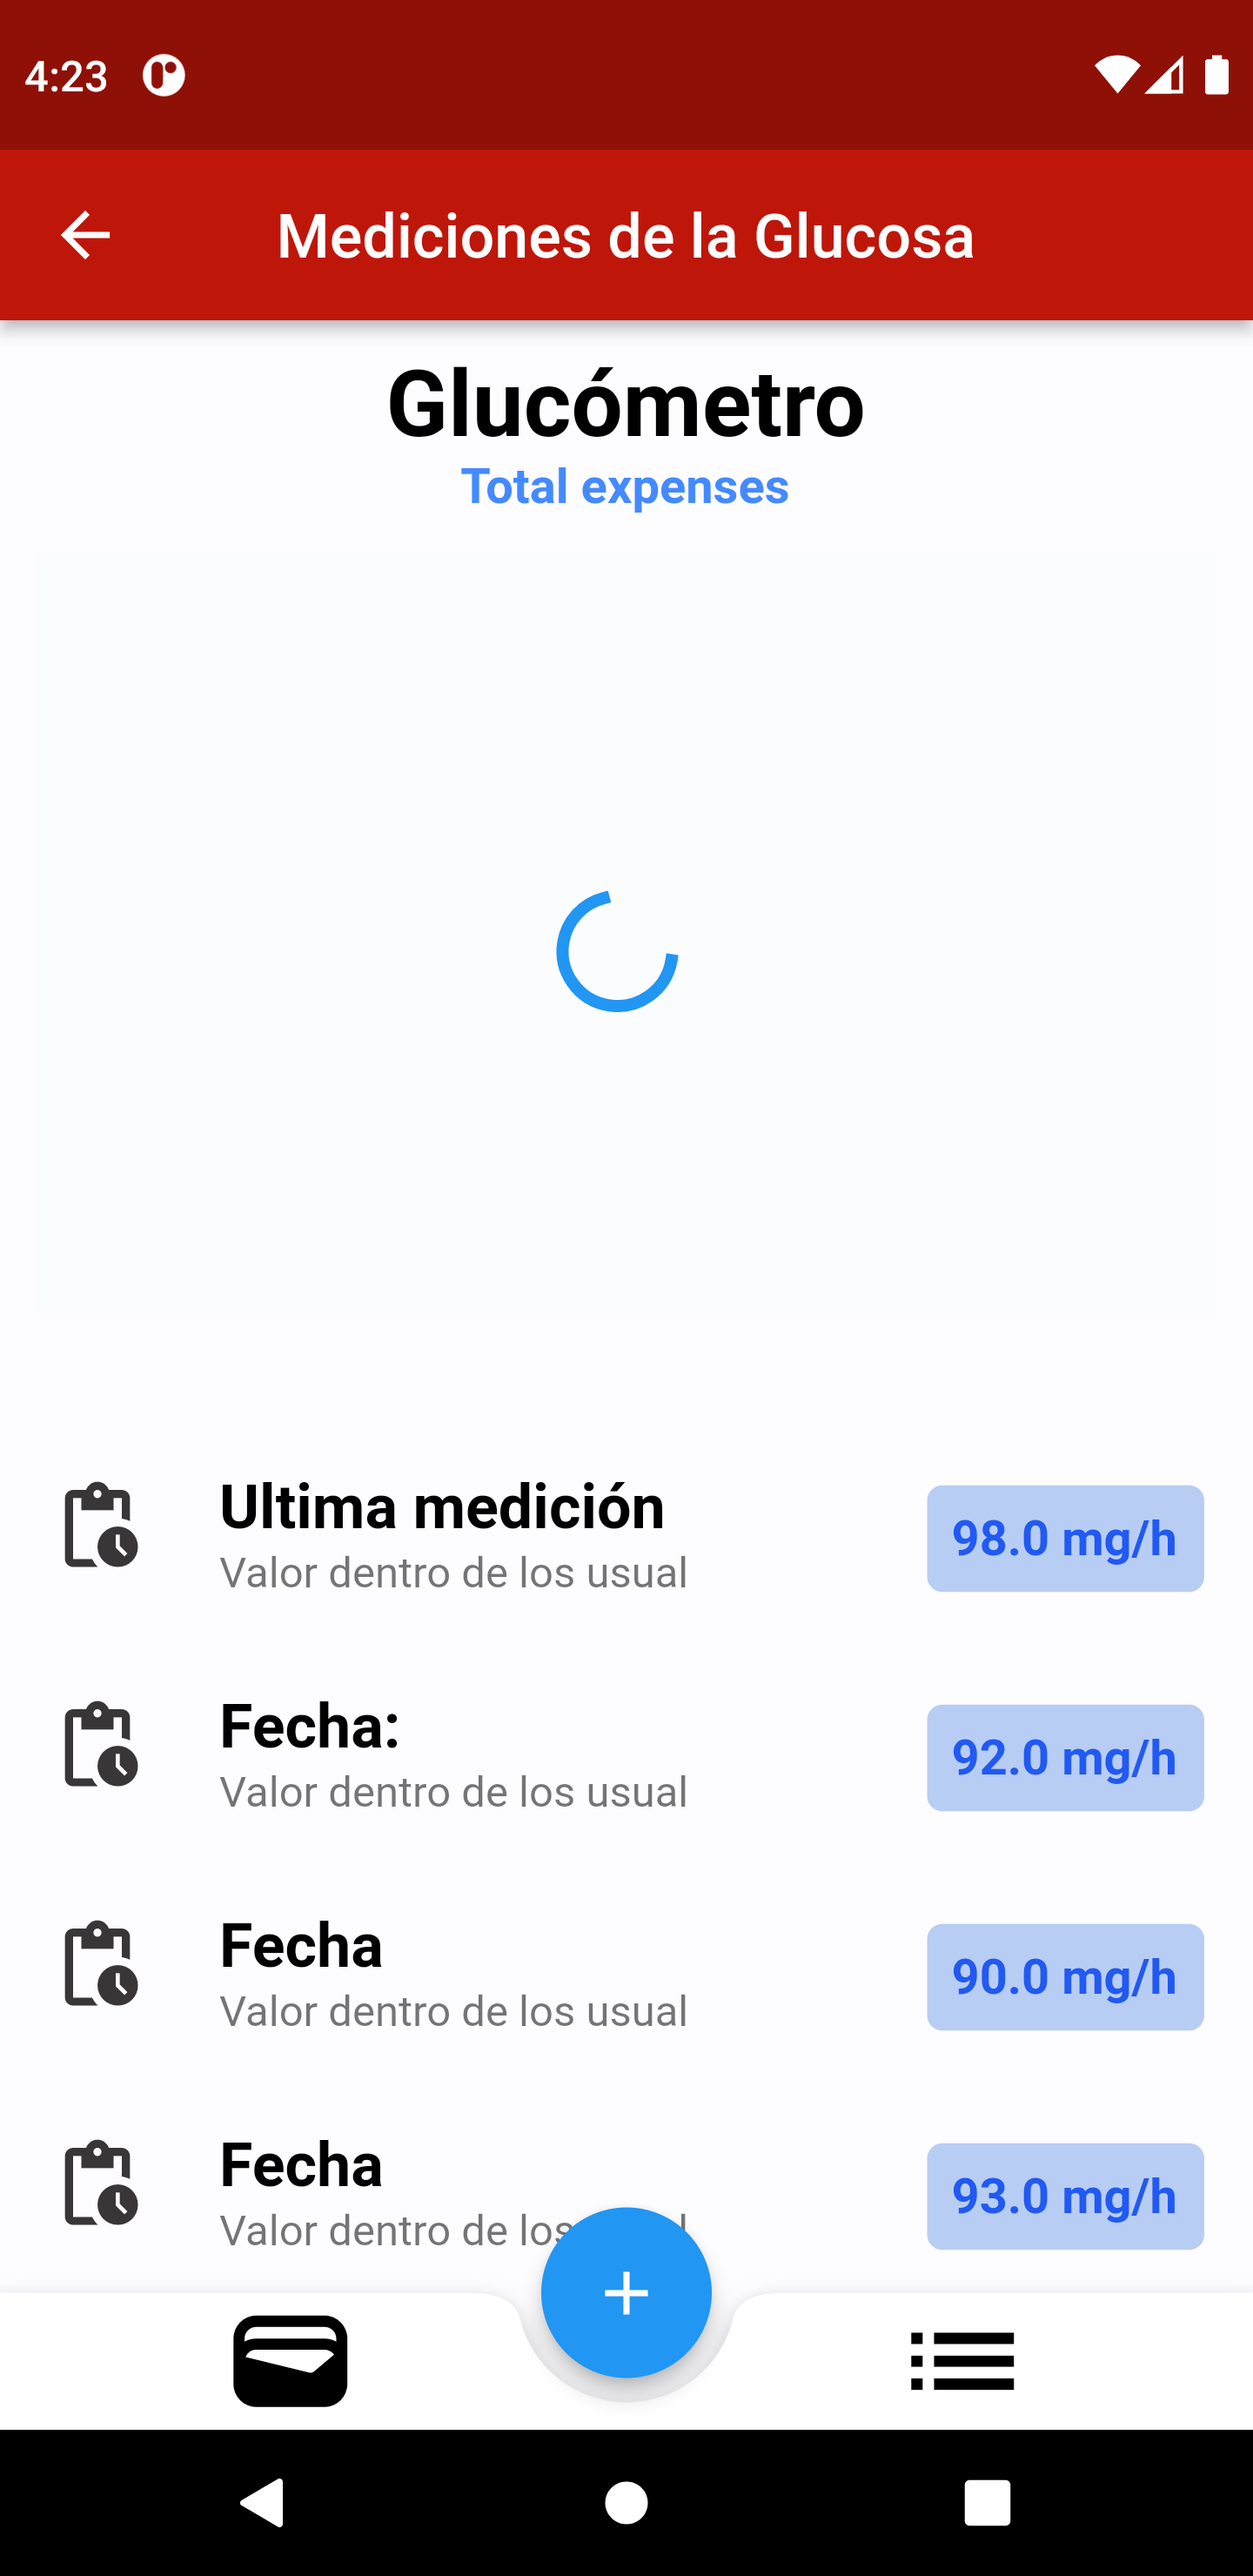 4:23
Mediciones de la Glucosa
Glucómetro
Total expenses
Ultima medición
98.0 mg/h
Valor dentro de los usual
Fecha:
92.0 mg/h
Valor dentro de los usual
Fecha
90.0 mg/h
Valor dentro de los usual
Fecha
93.0 mg/h
Valor dentro de los